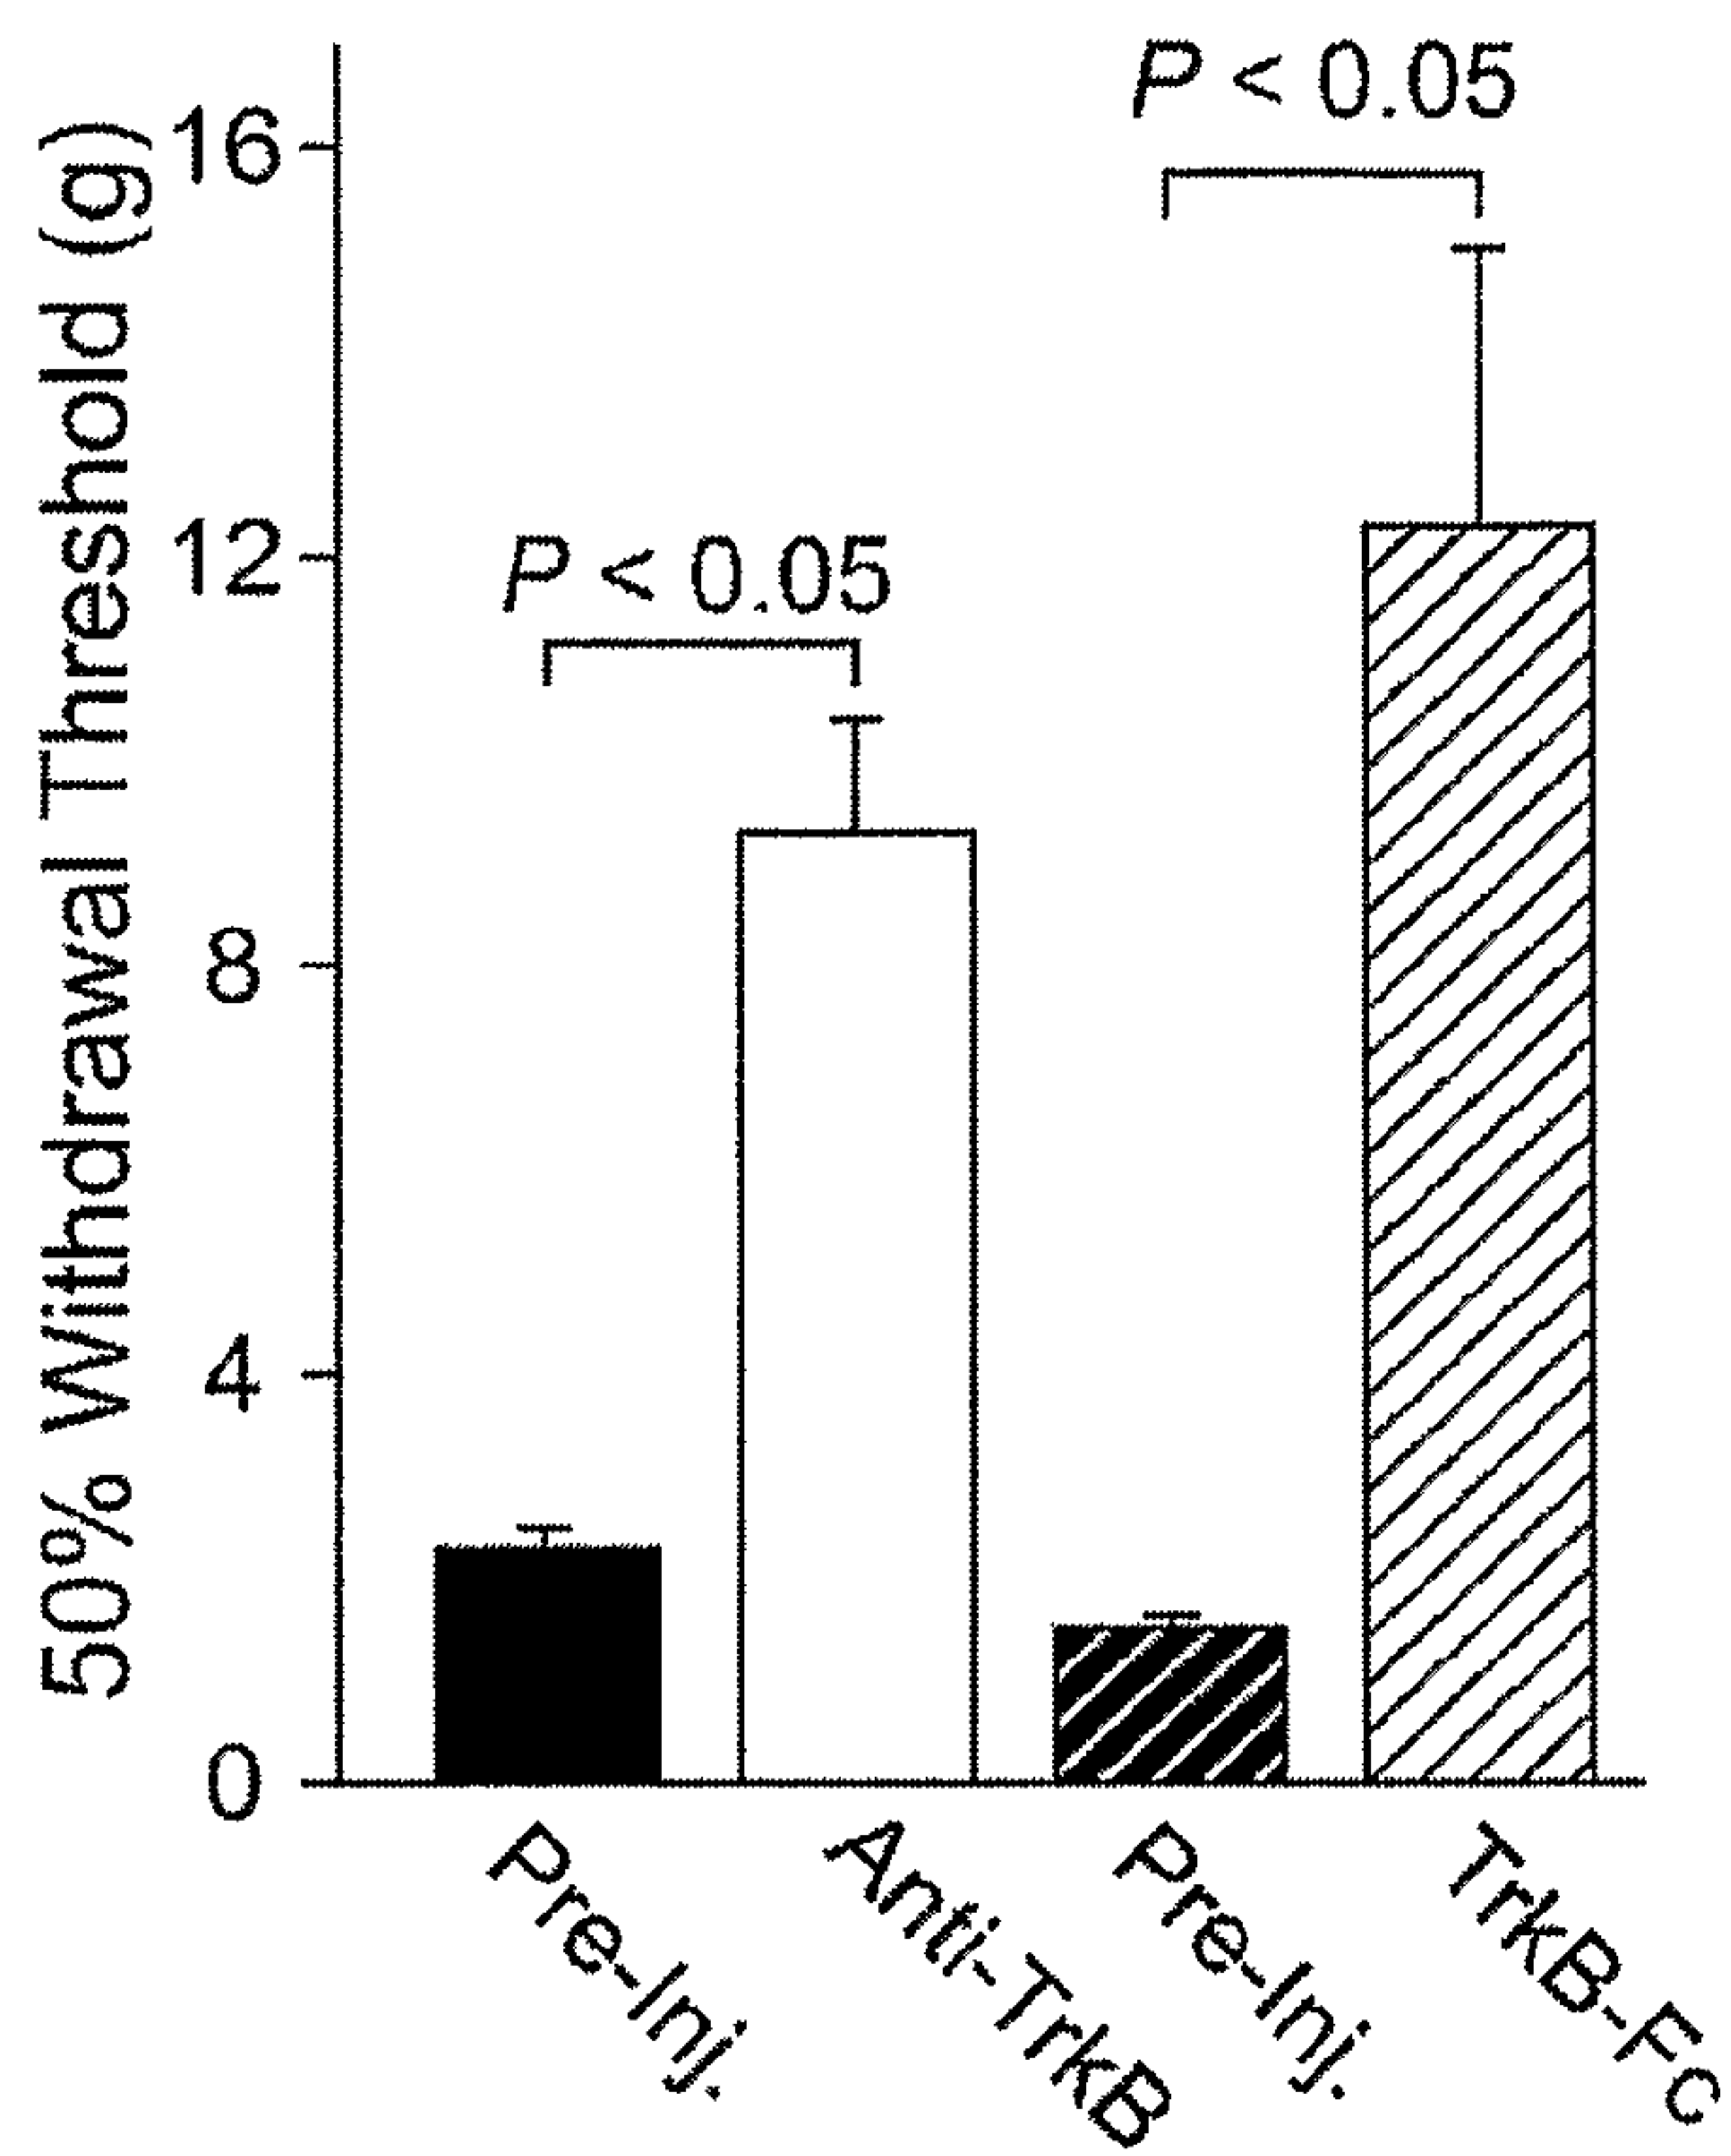 50% Withdrawal Threshold (g)
16
12
8
4
0
P < 0.05
P < 0.05
Pre-Inj.
Anti-TrkB
Pre-Inj.
TrkB-Fc